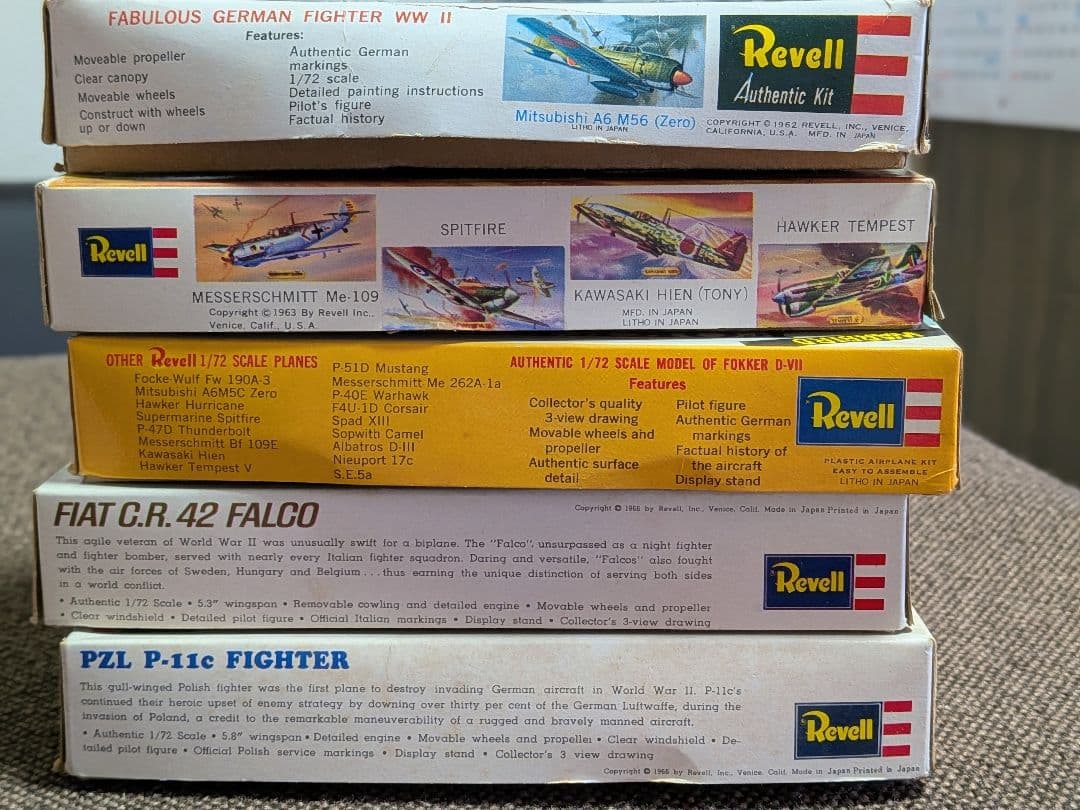 FABULOUS GERMAN FIGHTER WW II
Features:
Moveable propeller
Clear canopy
Moveable wheels
Construct with wheels
up or down
Authentic German
markings
1/72 scale
Detailed painting instructions
Pilot's figure
Factual history
Mitsubishi A6 M56 (Zero)
LITHO IN JAPAN
Revell
Authentic Kit
COPYRIGHT © 1962 REVELL, INC., VENICE,
CALIFORNIA, U.S.A. MFD. IN JAPAN
Revell
MESSERSCHMITT Me-109
Copyright © 1963 By Revell Inc.,
Venice, Calif., U.S.A.
SPITFIRE
KAWASAKI HIEN (TONY)
MFD. IN JAPAN
LITHO IN JAPAN
HAWKER TEMPEST
OTHER Revell 1/72 SCALE PLANES
Focke-Wulf Fw 190A-3
Mitsubishi A6M5C Zero
Hawker Hurricane
Supermarine Spitfire
P-47D Thunderbolt
Messerschmitt Bf 109E
Kawasaki Hien
Hawker Tempest V
P-51D Mustang
Messerschmitt Me 262A-1a
P-40E Warhawk
F4U-1D Corsair
Spad XIII
Sopwith Camel
Albatros D-III
Nieuport 17c
S.E.5a
AUTHENTIC 1/72 SCALE MODEL OF FOKKER D-VII
Features
Collector's quality
3-view drawing
Movable wheels and
propeller
Authentic surface
detail
Pilot figure
Authentic German
markings
Factual history of
the aircraft
Display stand
Revell
PLASTIC AIRPLANE KIT
EASY TO ASSEMBLE
LITHO IN JAPAN
FIAT C.R. 42 FALCO
Copyright © 1966 by Revell, Inc., Venice, Calif. Made in Japan Printed in Japan
This agile veteran of World War II was unusually swift for a biplane. The "Falco", unsurpassed as a night fighter
and fighter bomber, served with nearly every Italian fighter squadron. Daring and versatile, "Falcos" also fought
with the air forces of Sweden, Hungary and Belgium...thus earning the unique distinction of serving both sides
in a world conflict.
• Authentic 1/72 Scale • 5.3" wingspan • Removable cowling and detailed engine • Movable wheels and propeller
• Clear windshield • Detailed pilot figure • Official Italian markings • Display stand • Collector's 3-view drawing
Revell
PZL P-11c FIGHTER
This gull-winged Polish fighter was the first plane to destroy invading German aircraft in World War II. P-11c's
continued their heroic upset of enemy strategy by downing over thirty per cent of the German Luftwaffe, during the
invasion of Poland, a credit to the remarkable maneuverability of a rugged and bravely manned aircraft.
• Authentic 1/72 Scale • 5.8" wingspan • Detailed engine • Movable wheels and propeller • Clear windshield • De-
tailed pilot figure • Official Polish service markings • Display stand • Collector's 3 view drawing
Revell
Copyright © 1966 by Revell, Inc., Venice, Calif. Made in Japan Printed in Japan